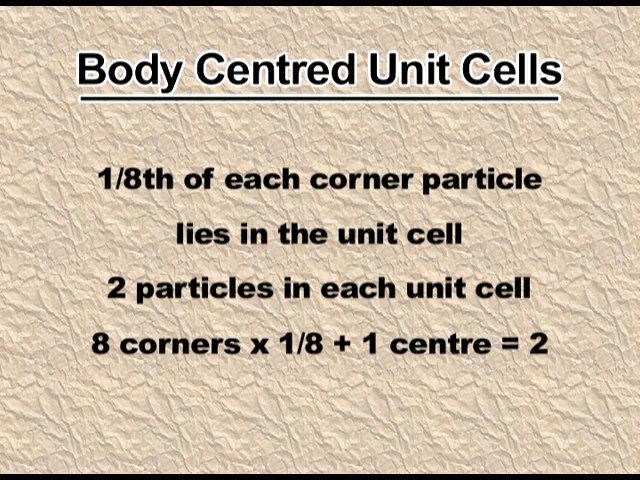 Body Centred Unit Cells
1/8th of each corner particle
lies in the unit cell
2 particles in each unit cell
8 corners x 1/8 + 1 centre = 2